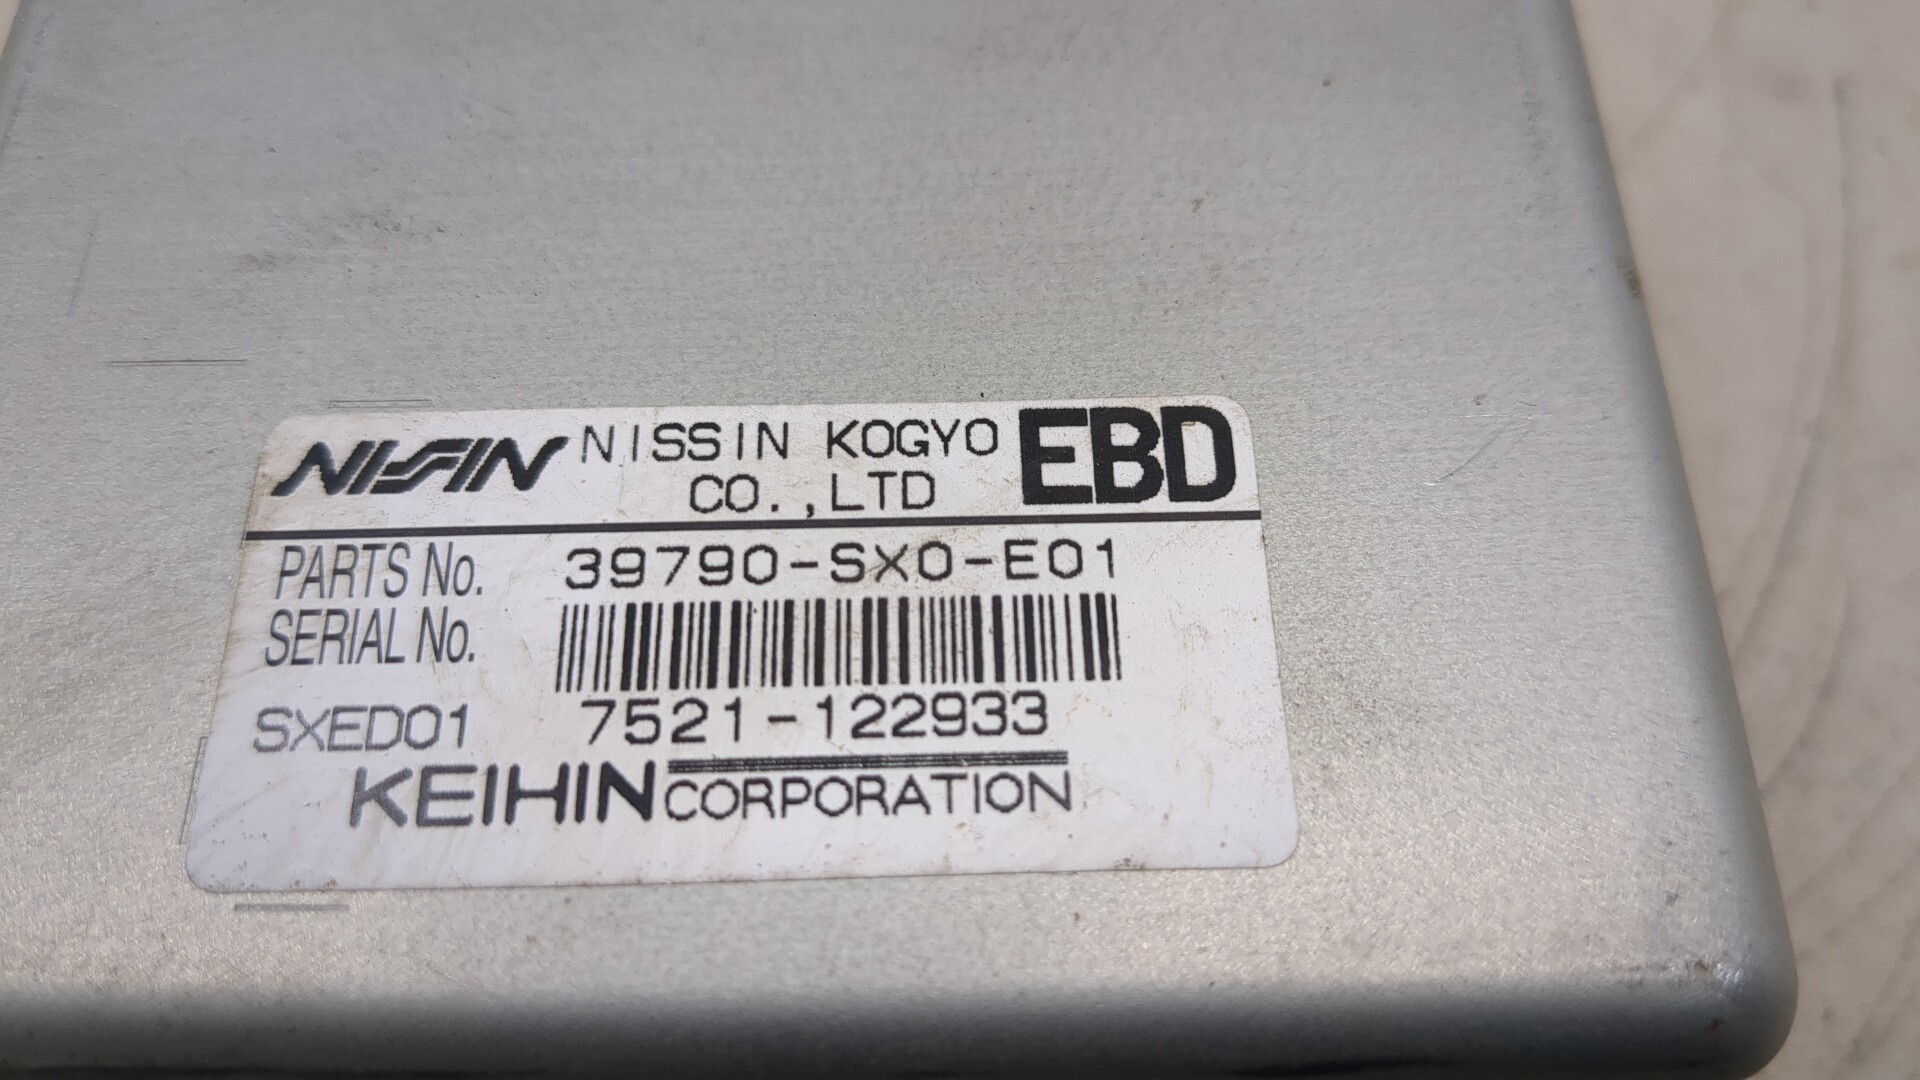 NISSIN NISSIN KOGYO EBD
CO.,LTD
PARTS No. 39790-SX0-E01
SERIAL No.
SXED01 7521-122933
KEIHIN CORPORATION